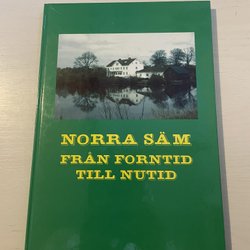 NORRA SÄM
FRÅN FORNTID
TILL NUTID